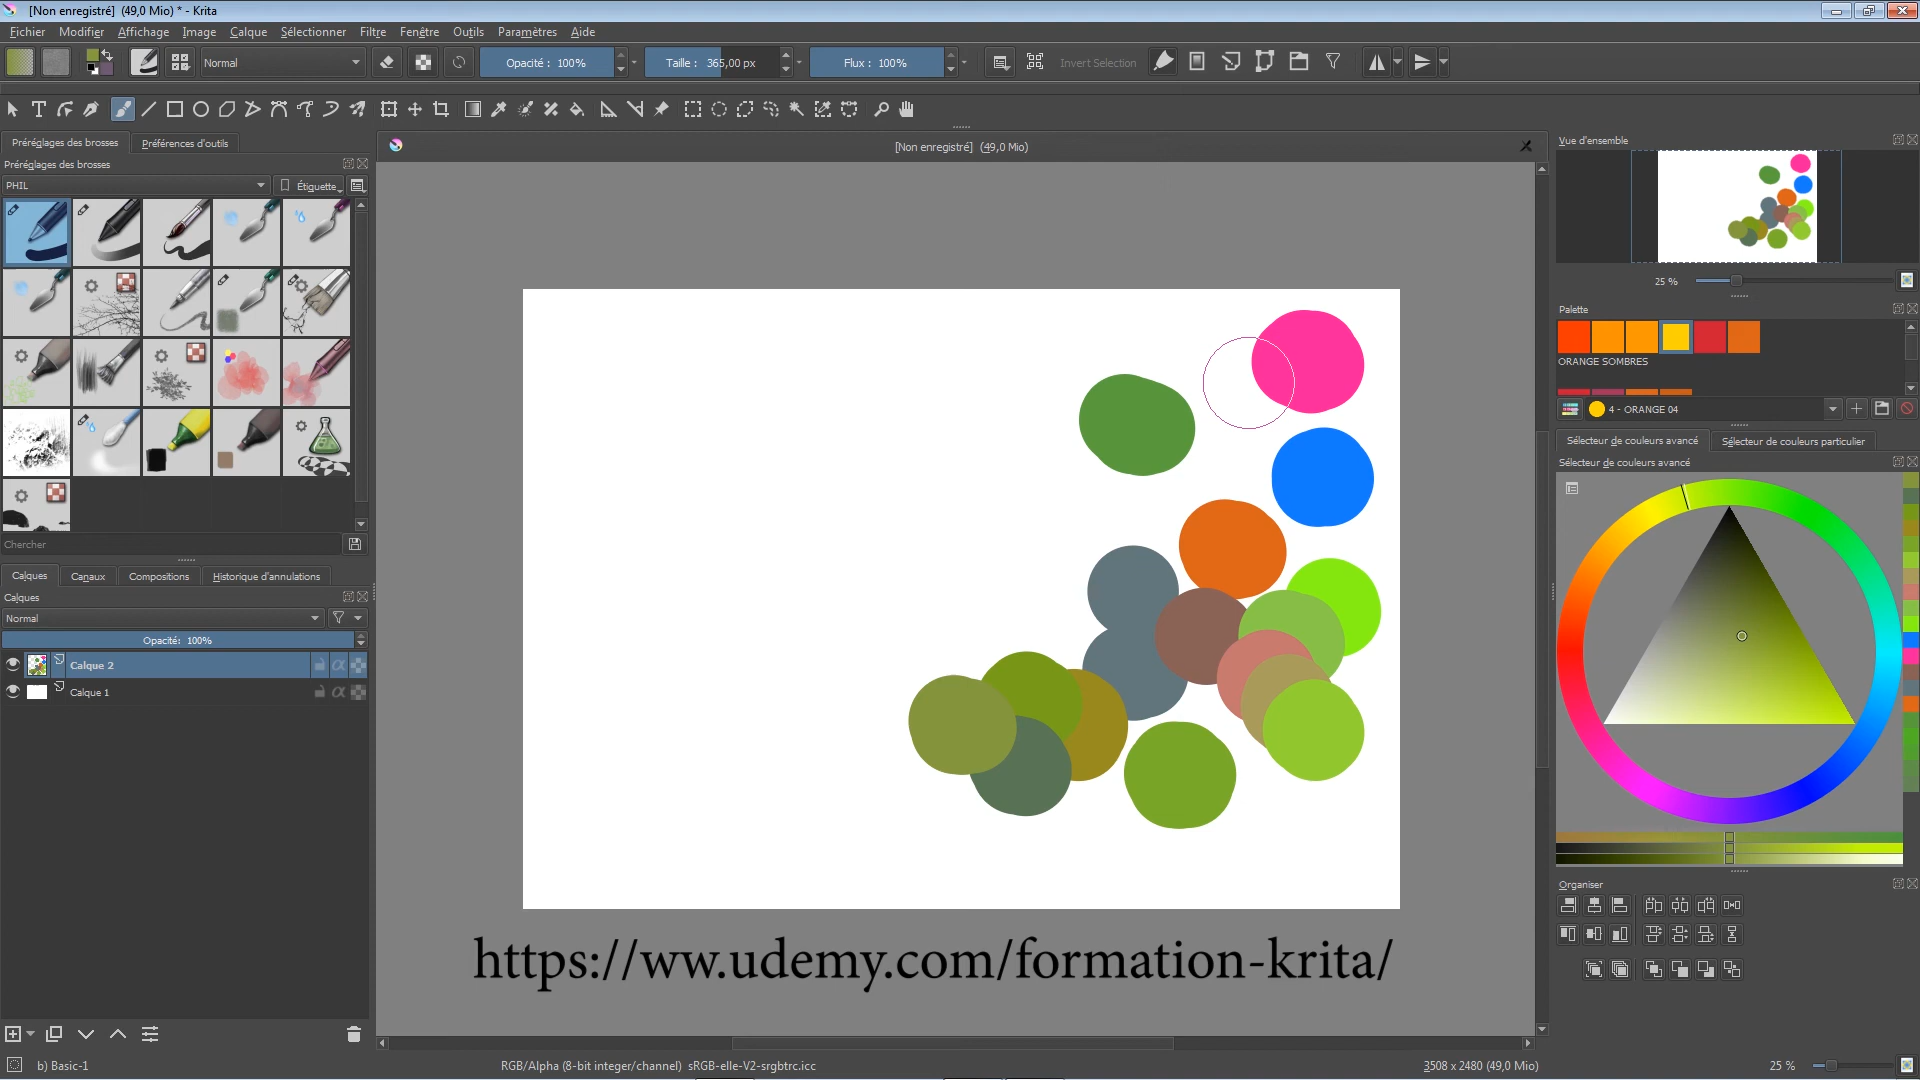 [Non enregistré]  (49,0 Mio) * - Krita
Fichier Modifier Affichage Image Calque Sélectionner Filtre Fenêtre Outils Paramètres Aide
Normal Opacité : 100% Taille : 365,00 px Flux : 100% Invert Selection
Préréglages des brosses Préférences d'outils
[Non enregistré]  (49,0 Mio)
Vue d'ensemble
Préréglages des brosses
PHIL Étiquette
25 %
Palette
ORANGE SOMBRES
4 - ORANGE 04
Sélecteur de couleurs avancé Sélecteur de couleurs particulier
Sélecteur de couleurs avancé
Chercher
Calques Canaux Compositions Historique d'annulations
Calques
Normal
Opacité: 100%
Calque 2
Calque 1
Organiser
https://ww.udemy.com/formation-krita/
b) Basic-1 RGB/Alpha (8-bit integer/channel)  sRGB-elle-V2-srgbtrc.icc 3508 x 2480 (49,0 Mio) 25 %